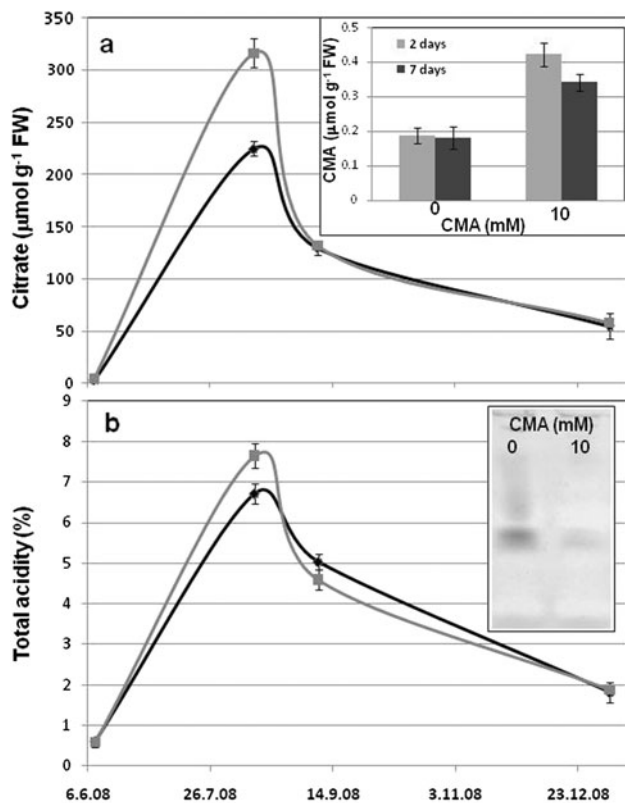 a
350
300
250
200
150
100
50
0
Citrate (µmol g⁻¹ FW)
0.5
0.4
0.3
0.2
0.1
0
CMA (µmol g⁻¹ FW)
2 days
7 days
0 10
CMA (mM)
b
9
8
7
6
5
4
3
2
1
0
Total acidity (%)
CMA (mM)
0 10
6.6.08 26.7.08 14.9.08 3.11.08 23.12.08